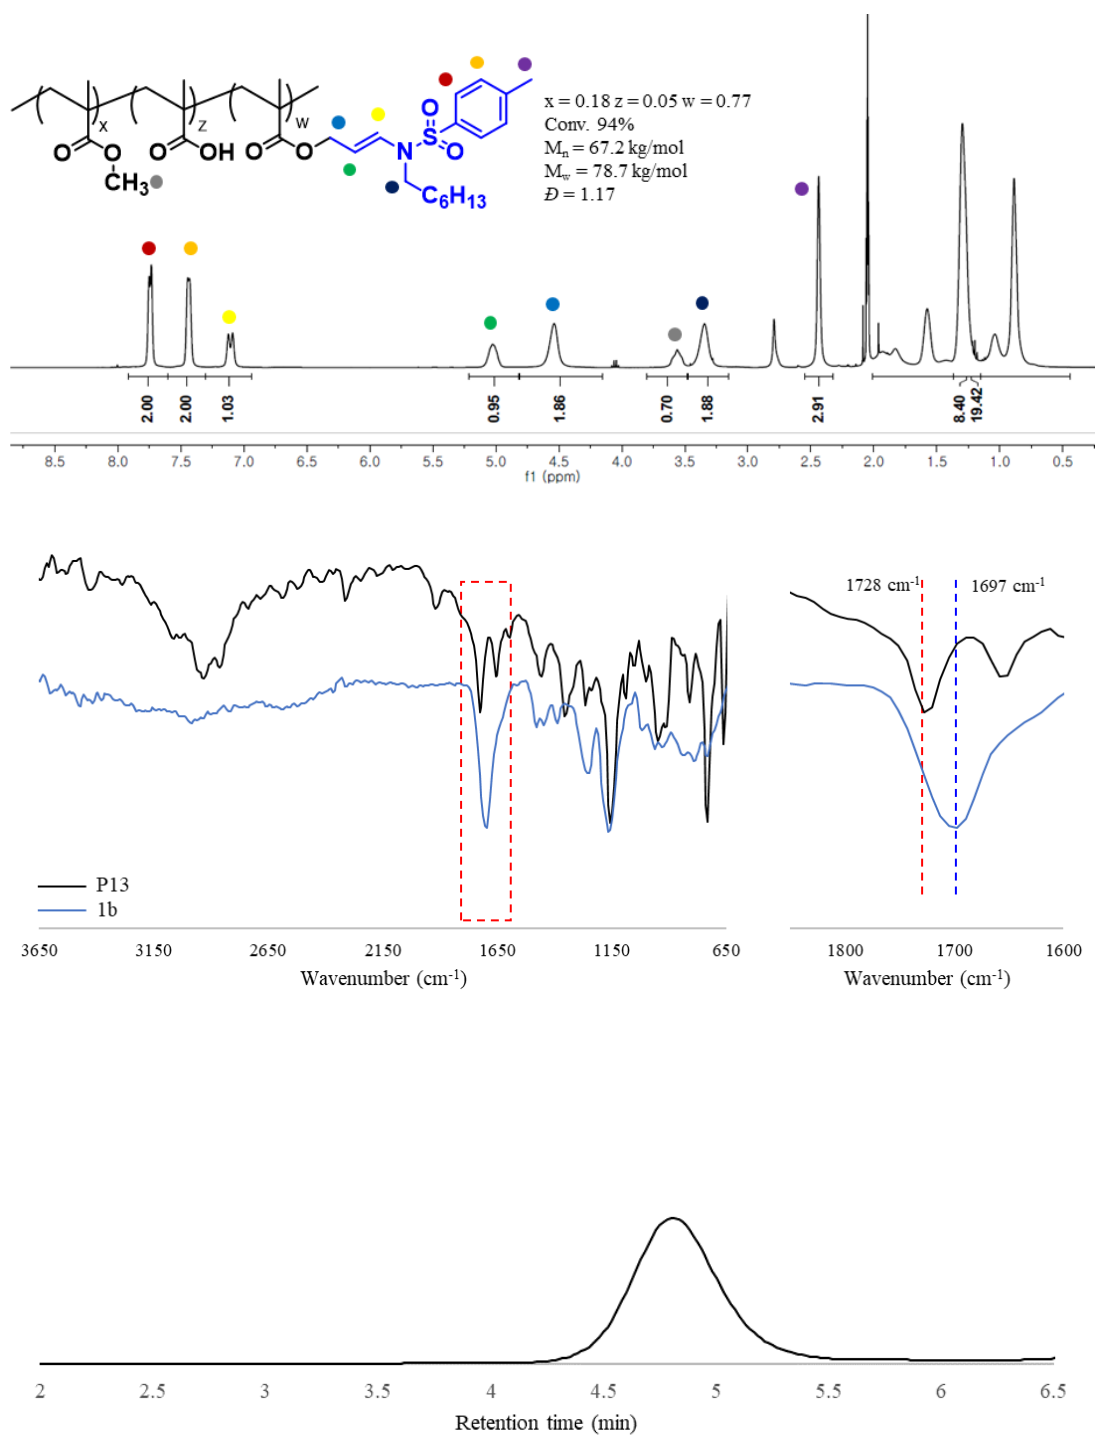 x
z
w
O
O
CH3
O
OH
O
O
N
S
O
O
C6H13
x = 0.18 z = 0.05 w = 0.77
Conv. 94%
Mn = 67.2 kg/mol
Mw = 78.7 kg/mol
Đ = 1.17
2.00
2.00
1.03
0.95
1.86
0.70
1.88
2.91
8.40
19.42
8.5 8.0 7.5 7.0 6.5 6.0 5.5 5.0 4.5 4.0 3.5 3.0 2.5 2.0 1.5 1.0 0.5
f1 (ppm)
1728 cm-1
1697 cm-1
P13
1b
3650 3150 2650 2150 1650 1150 650
Wavenumber (cm-1)
1800 1700 1600
Wavenumber (cm-1)
2 2.5 3 3.5 4 4.5 5 5.5 6 6.5
Retention time (min)